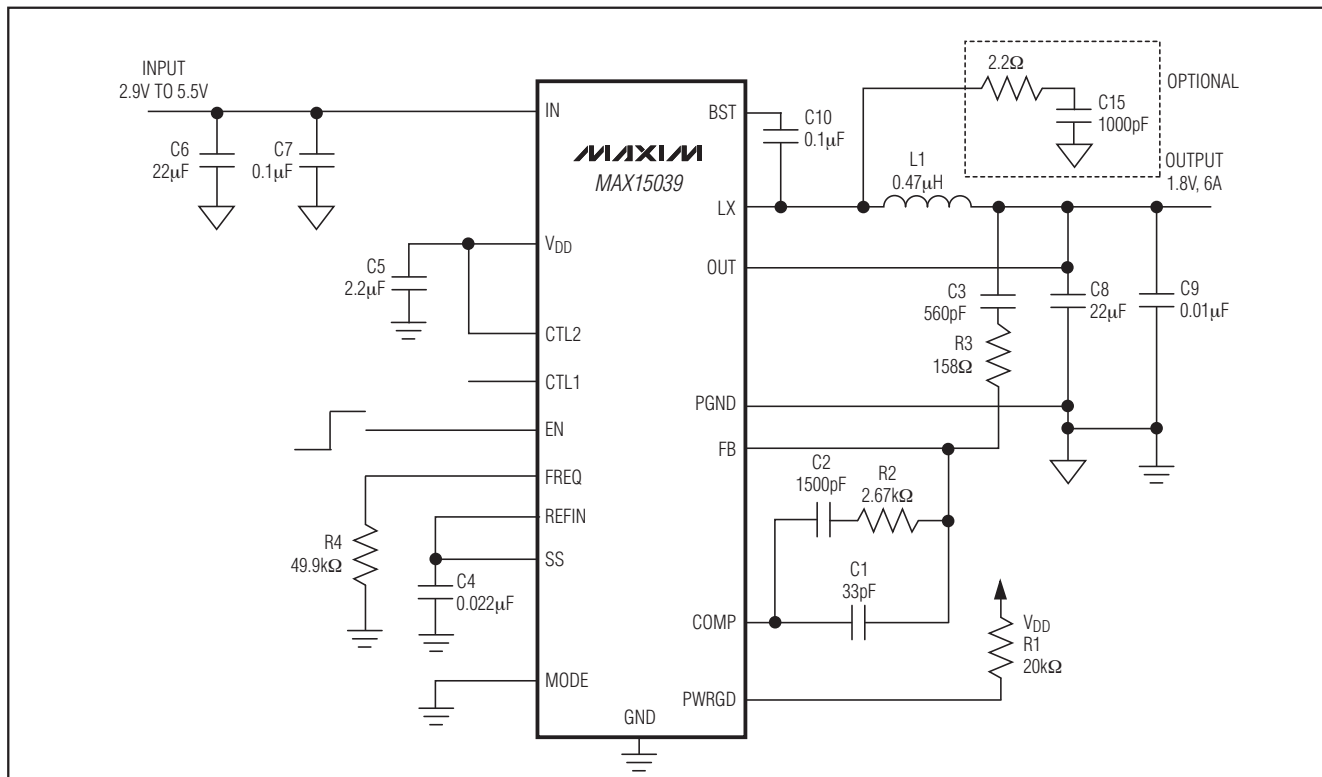 INPUT
2.9V TO 5.5V
C6
22µF
C7
0.1µF
IN
MAXIM
MAX15039
BST
C10
0.1µF
2.2Ω
C15
1000pF
OPTIONAL
L1
0.47µH
OUTPUT
1.8V, 6A
LX
VDD
C5
2.2µF
OUT
C3
560pF
C8
22µF
C9
0.01µF
CTL2
R3
158Ω
CTL1
PGND
EN
FB
FREQ
C2
1500pF
R2
2.67kΩ
REFIN
R4
49.9kΩ
SS
C4
0.022µF
C1
33pF
COMP
VDD
R1
20kΩ
MODE
PWRGD
GND